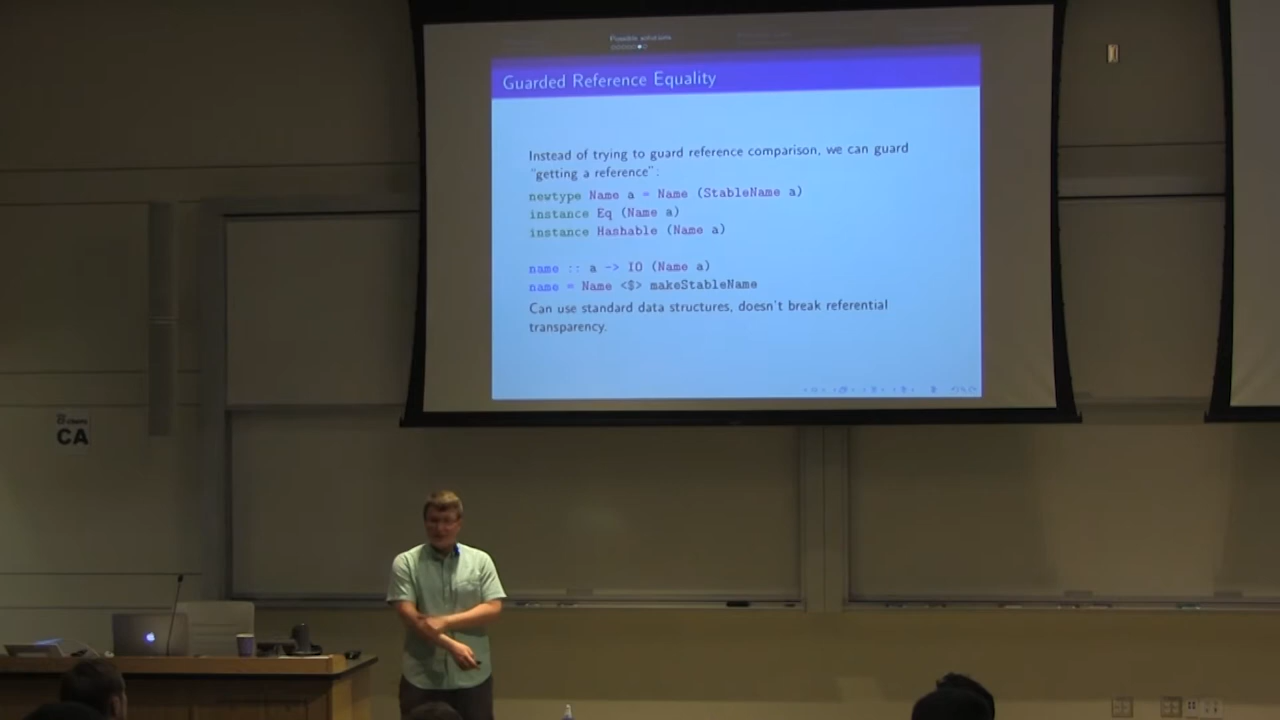 Possible solutions
Guarded Reference Equality
Instead of trying to guard reference comparison, we can guard
"getting a reference":
newtype Name a = Name (StableName a)
instance Eq (Name a)
instance Hashable (Name a)
name :: a -> IO (Name a)
name = Name <$> makeStableName
Can use standard data structures, doesn't break referential
transparency.
CA